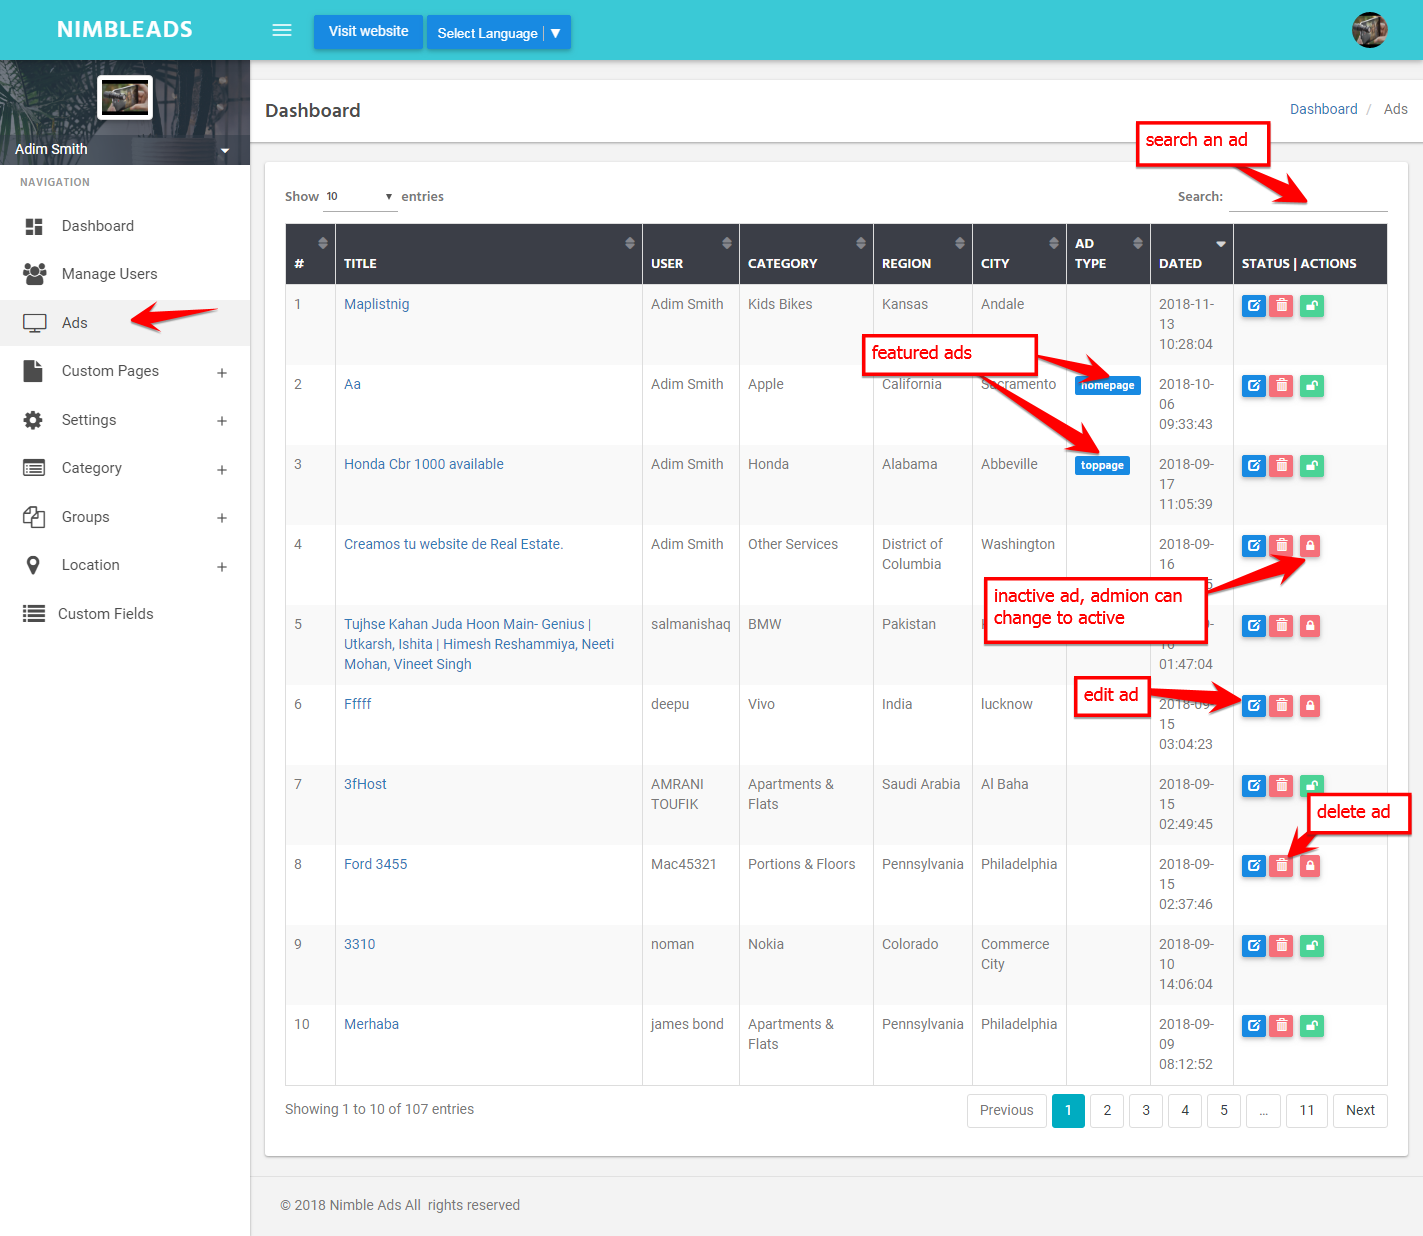 NIMBLEADS
Visit website
Select Language ▼
Adim Smith
NAVIGATION
Dashboard
Manage Users
Ads
Custom Pages +
Settings +
Category +
Groups +
Location +
Custom Fields
Dashboard
Dashboard / Ads
search an ad
Show 10 entries
Search:
# TITLE USER CATEGORY REGION CITY AD TYPE DATED STATUS | ACTIONS
1 Maplistnig Adim Smith Kids Bikes Kansas Andale 2018-11-
13
10:28:04
featured ads
2 Aa Adim Smith Apple California Sacramento homepage 2018-10-
06
09:33:43
3 Honda Cbr 1000 available Adim Smith Honda Alabama Abbeville toppage 2018-09-
17
11:05:39
4 Creamos tu website de Real Estate. Adim Smith Other Services District of Washington 2018-09-
Columbia 16
inactive ad, admion can
change to active
5 Tujhse Kahan Juda Hoon Main- Genius | salmanishaq BMW Pakistan
Utkarsh, Ishita | Himesh Reshammiya, Neeti
Mohan, Vineet Singh 01:47:04
edit ad
6 Fffff deepu Vivo India lucknow 2018-09-
15
03:04:23
7 3fHost AMRANI Apartments & Saudi Arabia Al Baha 2018-09-
TOUFIK Flats 15
02:49:45
delete ad
8 Ford 3455 Mac45321 Portions & Floors Pennsylvania Philadelphia 2018-09-
15
02:37:46
9 3310 noman Nokia Colorado Commerce 2018-09-
City 10
14:06:04
10 Merhaba james bond Apartments & Pennsylvania Philadelphia 2018-09-
Flats 09
08:12:52
Showing 1 to 10 of 107 entries
Previous 1 2 3 4 5 ... 11 Next
© 2018 Nimble Ads All rights reserved